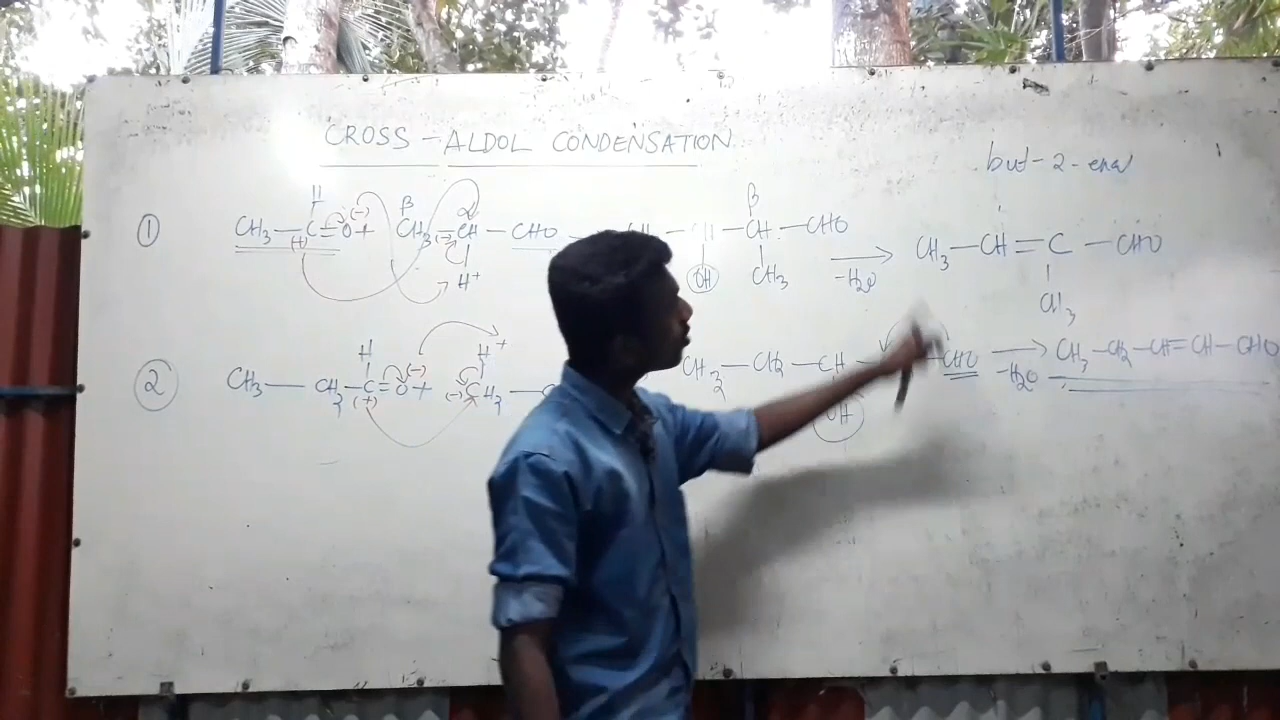 CROSS-ALDOL CONDENSATION
but-2-enal
① CH3—C=O + CH3—CH—CHO CH—CH—CHO → CH3—CH=C—CHO
H (-) β α β
(+) (-) H+ OH CH3 -H2O CH3
② CH3—CH2—C=O + CH3— CH3—CH2—CH CHO → CH3—CH2—CH=CH—CHO
H (-) H+
(+) (-) OH -H2O